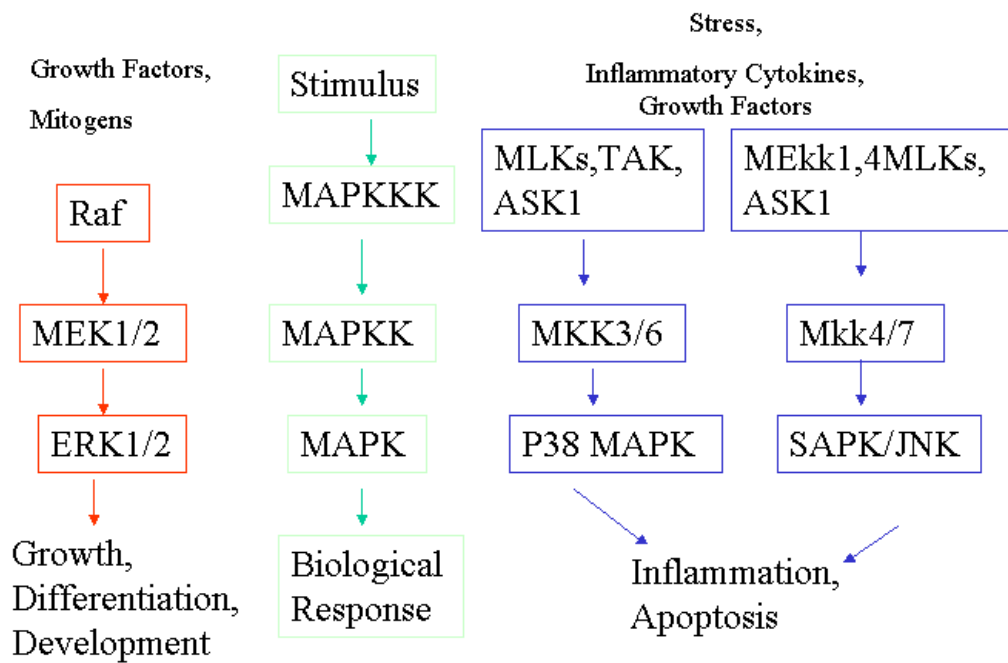 Growth Factors,
Mitogens
Raf
MEK1/2
ERK1/2
Growth,
Differentiation,
Development
Stimulus
MAPKKK
MAPKK
MAPK
Biological
Response
Stress,
Inflammatory Cytokines,
Growth Factors
MLKs,TAK,
ASK1
MKK3/6
P38 MAPK
MEkk1,4MLKs,
ASK1
Mkk4/7
SAPK/JNK
Inflammation,
Apoptosis